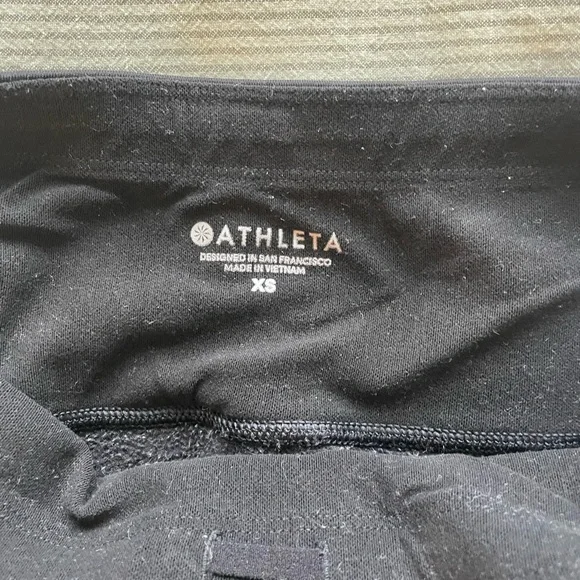 ATHLETA
DESIGNED IN SAN FRANCISCO
MADE IN VIETNAM
XS